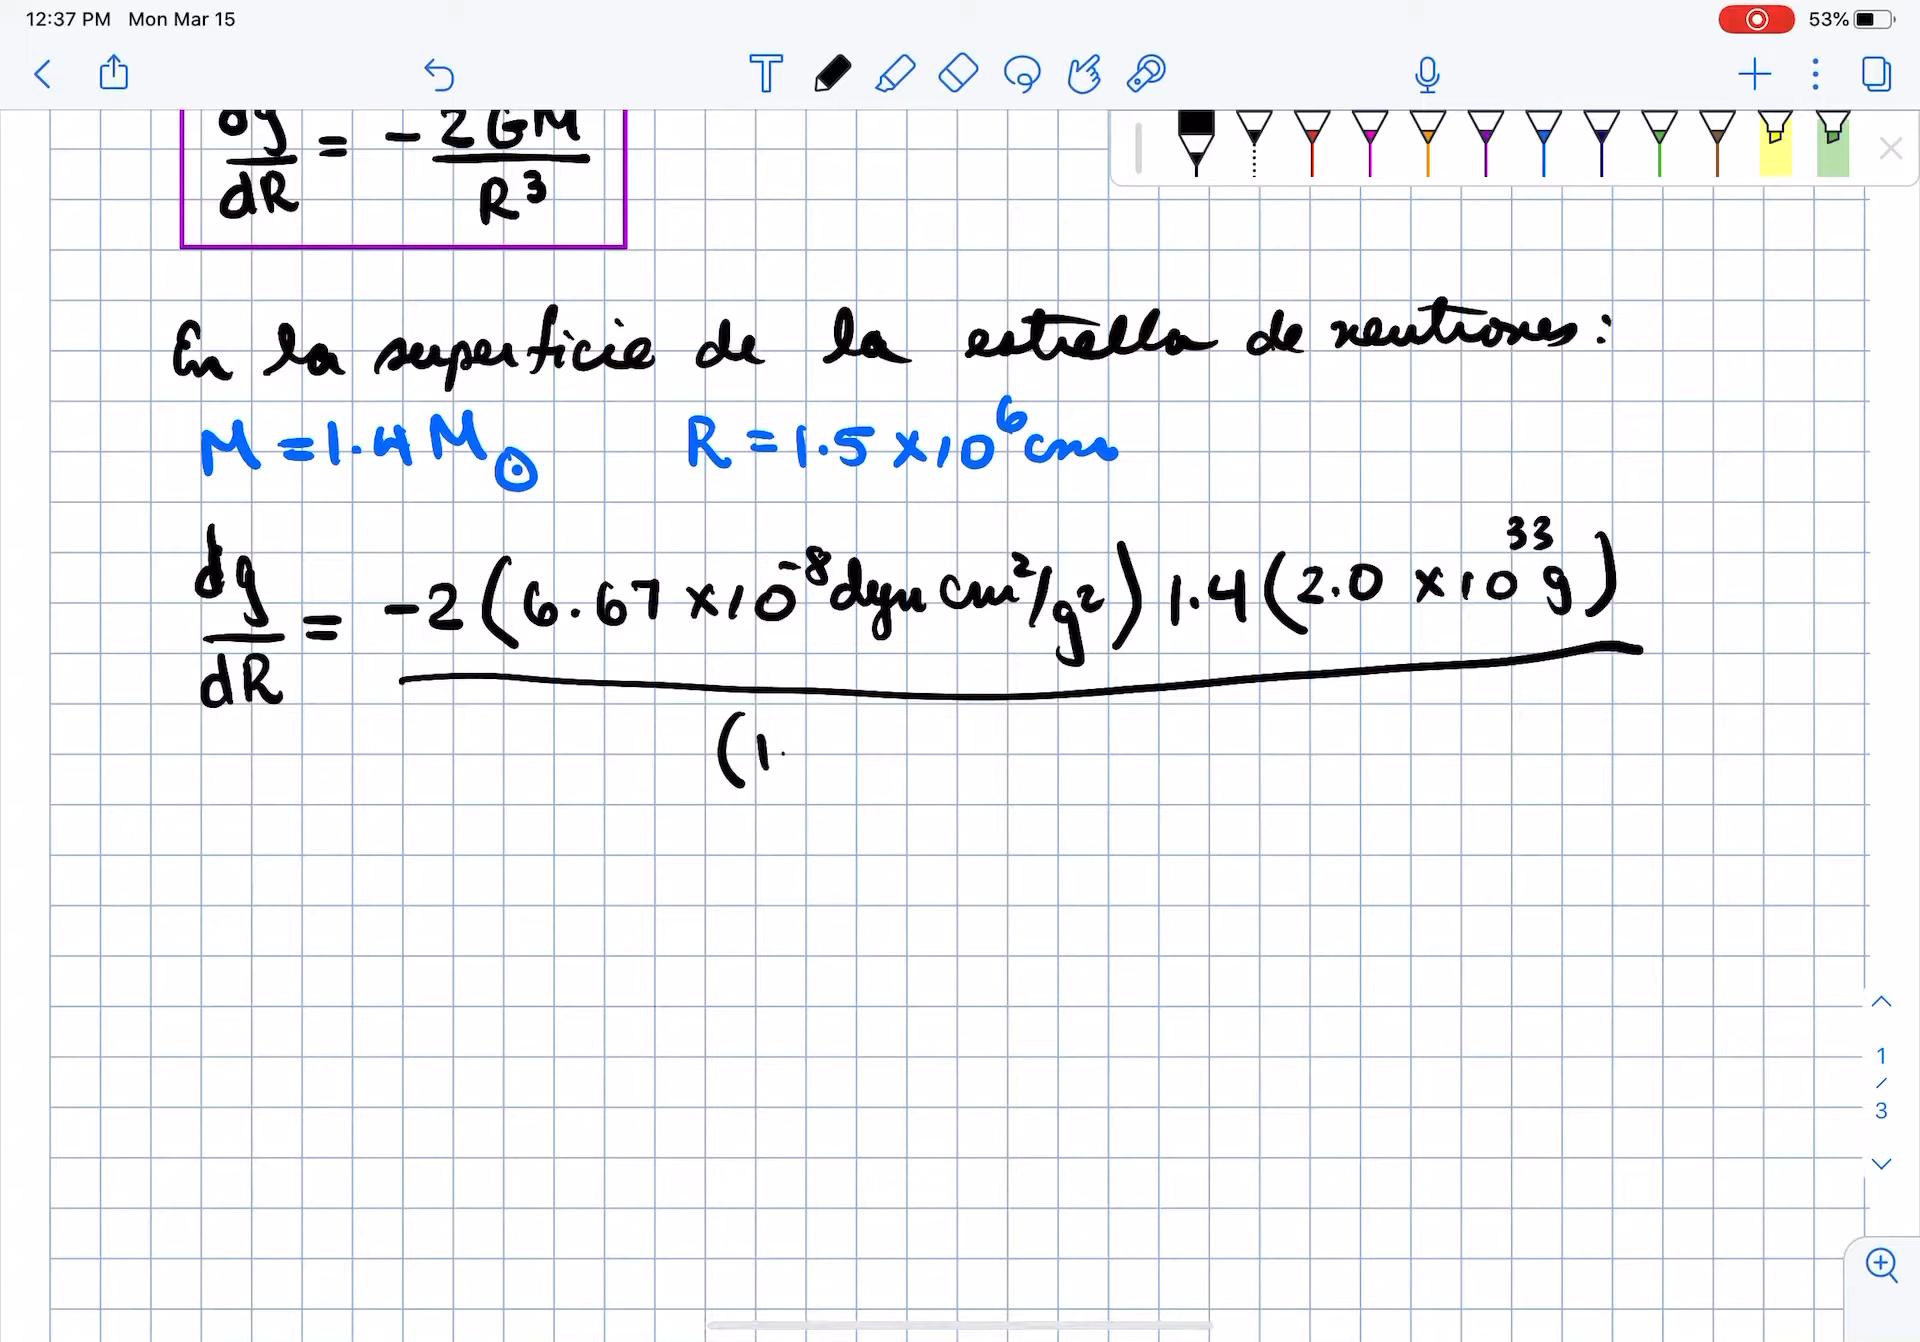 12:37 PM Mon Mar 15
53%
T
dg/dR = - 2GM/R³
En la superficie de la estrella de neutrones:
M = 1.4 M☉ R = 1.5 × 10⁶ cm
dg/dR = -2 (6.67 × 10⁻⁸ dyn cm²/g²) 1.4 (2.0 × 10³³ g)
(1.
1
/
3